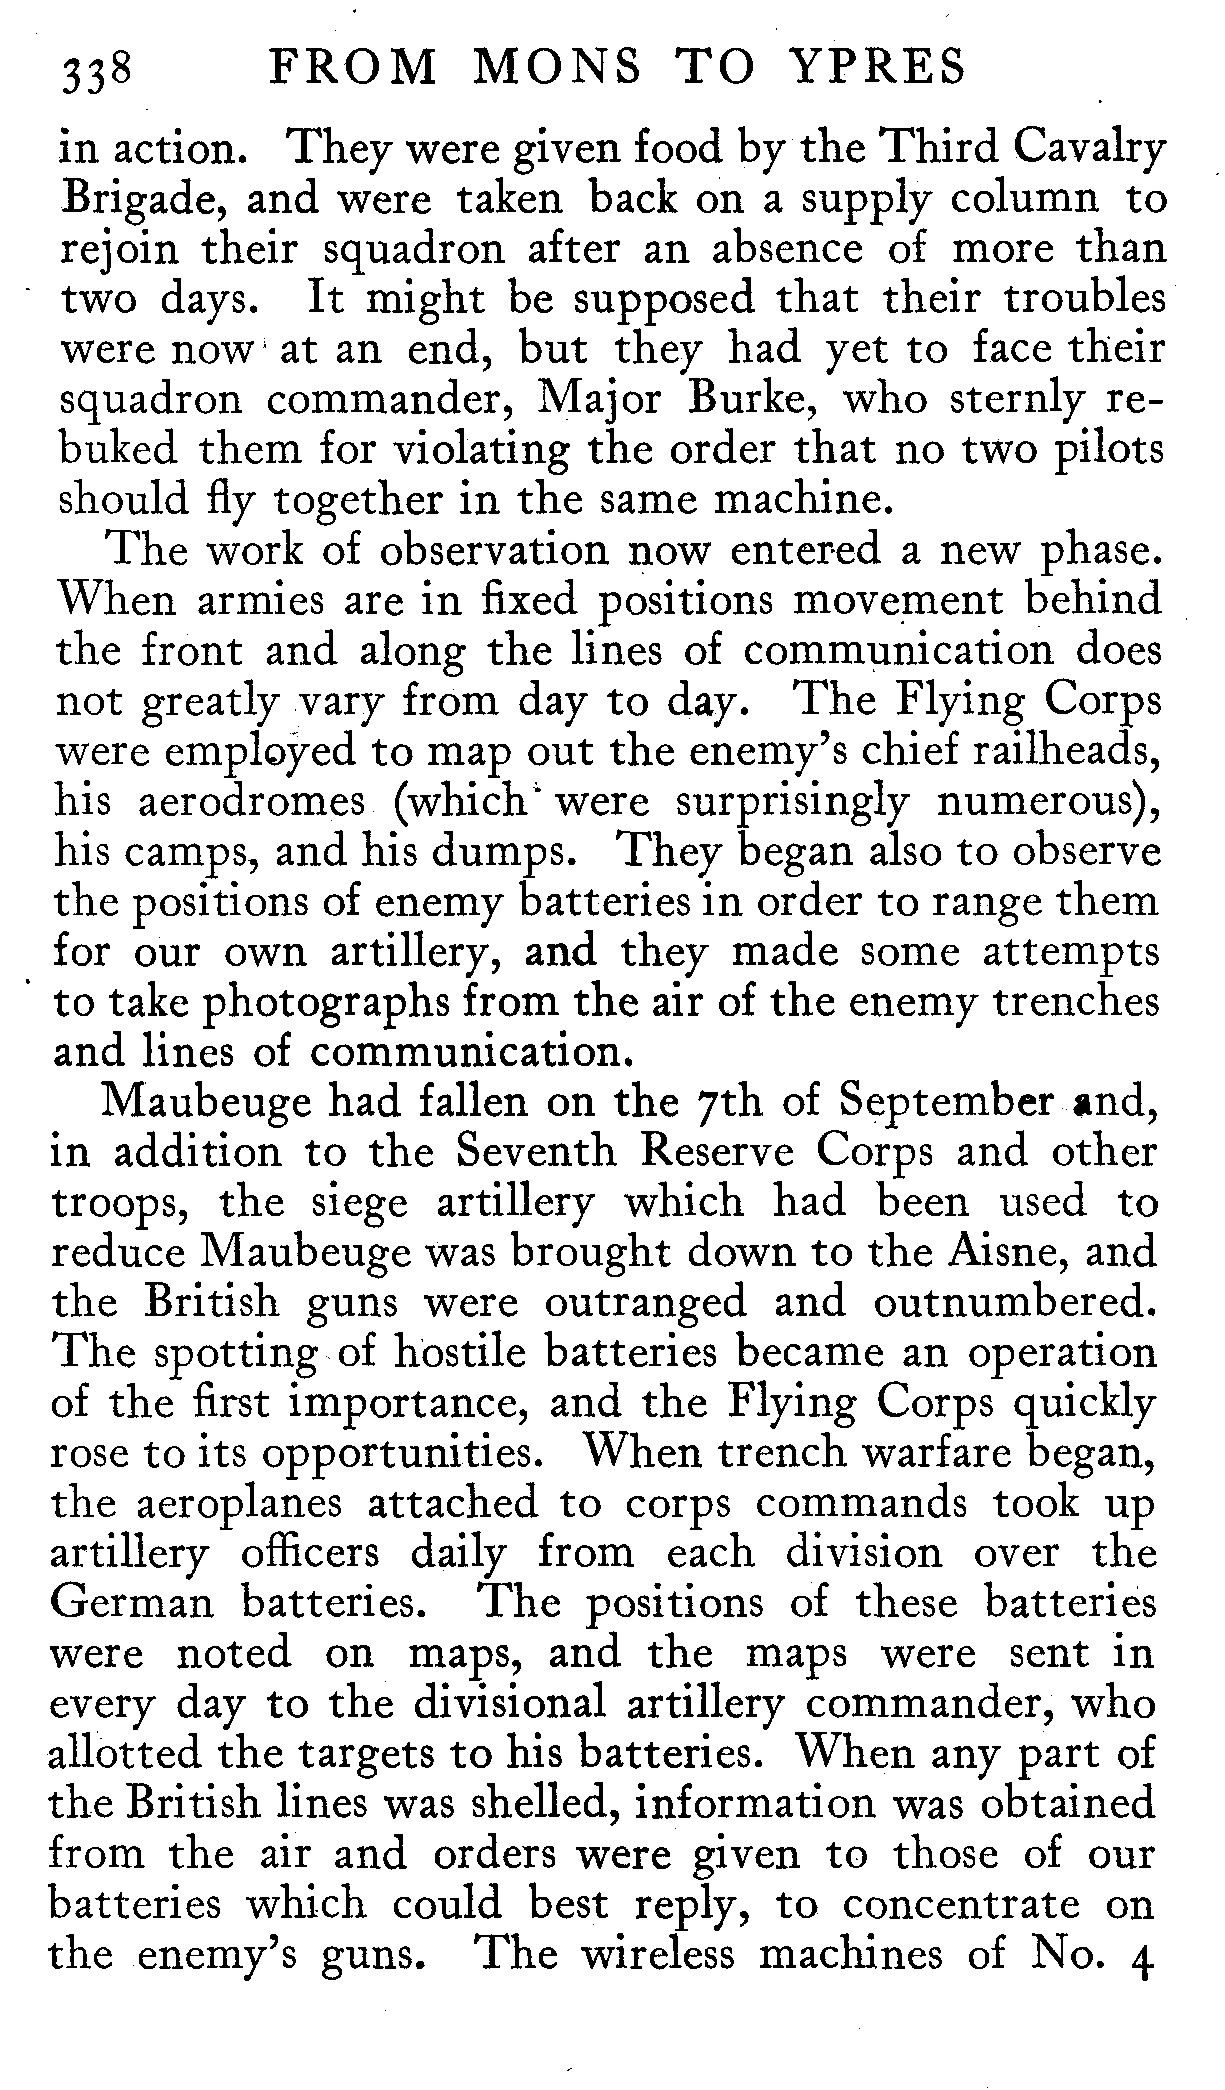 338 FROM MONS TO YPRES
in action. They were given food by the Third Cavalry
Brigade, and were taken back on a supply column to
rejoin their squadron after an absence of more than
two days. It might be supposed that their troubles
were now at an end, but they had yet to face their
squadron commander, Major Burke, who sternly re-
buked them for violating the order that no two pilots
should fly together in the same machine.
The work of observation now entered a new phase.
When armies are in fixed positions movement behind
the front and along the lines of communication does
not greatly vary from day to day. The Flying Corps
were employed to map out the enemy's chief railheads,
his aerodromes (which were surprisingly numerous),
his camps, and his dumps. They began also to observe
the positions of enemy batteries in order to range them
for our own artillery, and they made some attempts
to take photographs from the air of the enemy trenches
and lines of communication.
Maubeuge had fallen on the 7th of September and,
in addition to the Seventh Reserve Corps and other
troops, the siege artillery which had been used to
reduce Maubeuge was brought down to the Aisne, and
the British guns were outranged and outnumbered.
The spotting of hostile batteries became an operation
of the first importance, and the Flying Corps quickly
rose to its opportunities. When trench warfare began,
the aeroplanes attached to corps commands took up
artillery officers daily from each division over the
German batteries. The positions of these batteries
were noted on maps, and the maps were sent in
every day to the divisional artillery commander, who
allotted the targets to his batteries. When any part of
the British lines was shelled, information was obtained
from the air and orders were given to those of our
batteries which could best reply, to concentrate on
the enemy's guns. The wireless machines of No. 4